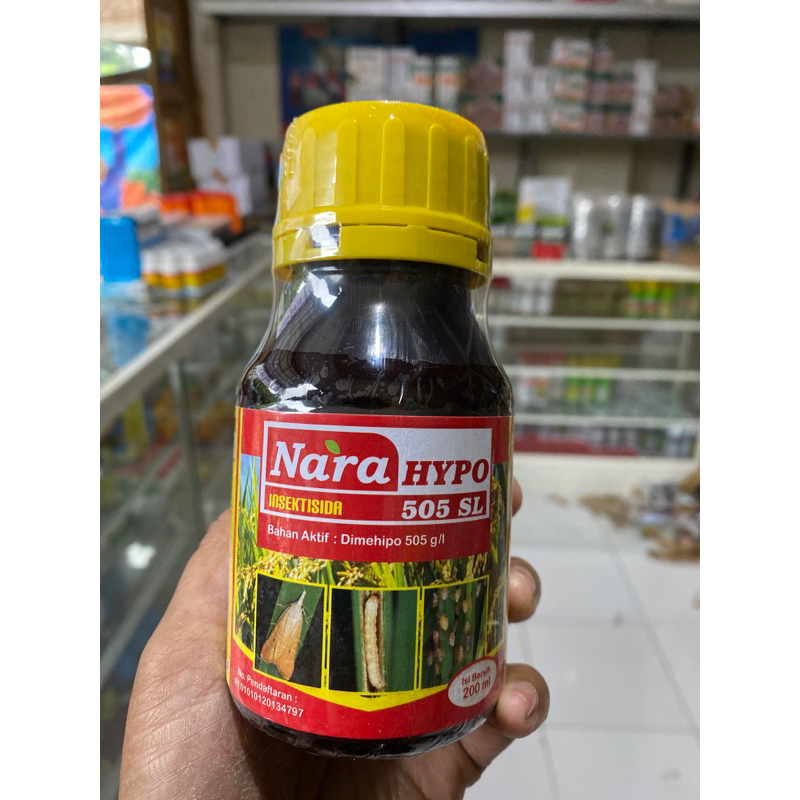 Nara HYPO
INSEKTISIDA 505 SL
Bahan Aktif : Dimehipo 505 g/l
No. Pendaftaran :
RI.01010120134797
Isi Bersih
200 ml